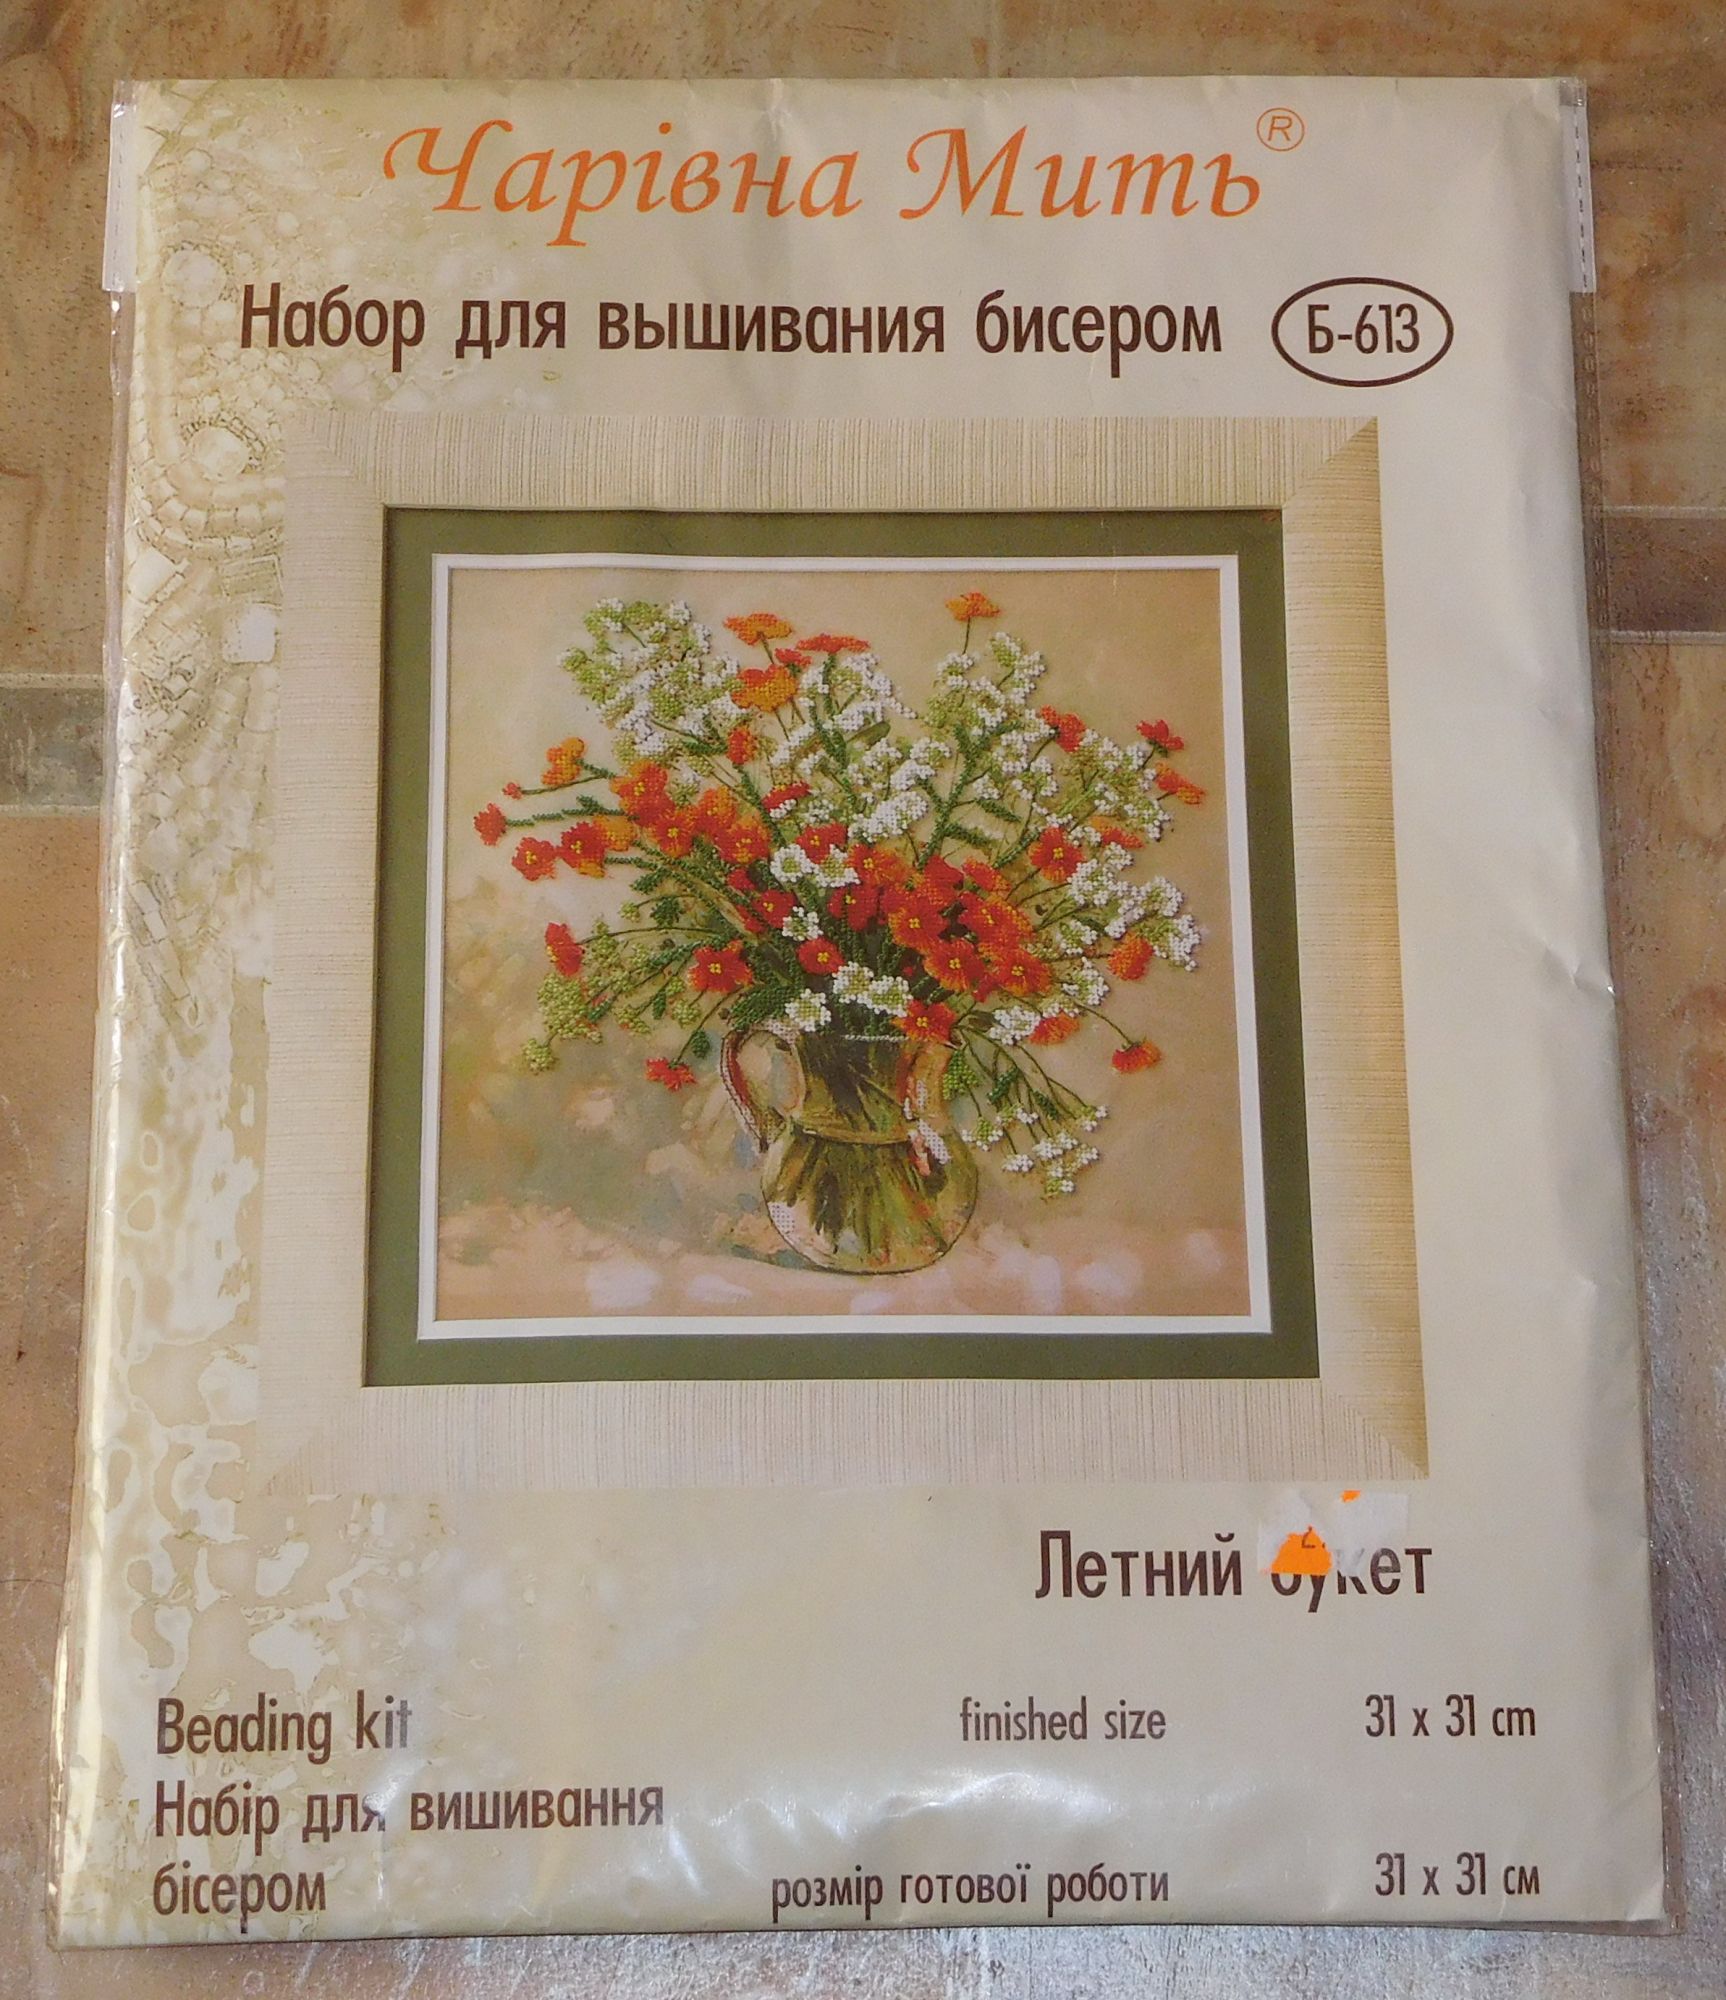 Чарівна Мить®
Набор для вышивания бисером Б-613
Летний букет
Beading kit finished size 31 x 31 cm
Набір для вишивання
бісером розмір готової роботи 31 x 31 см